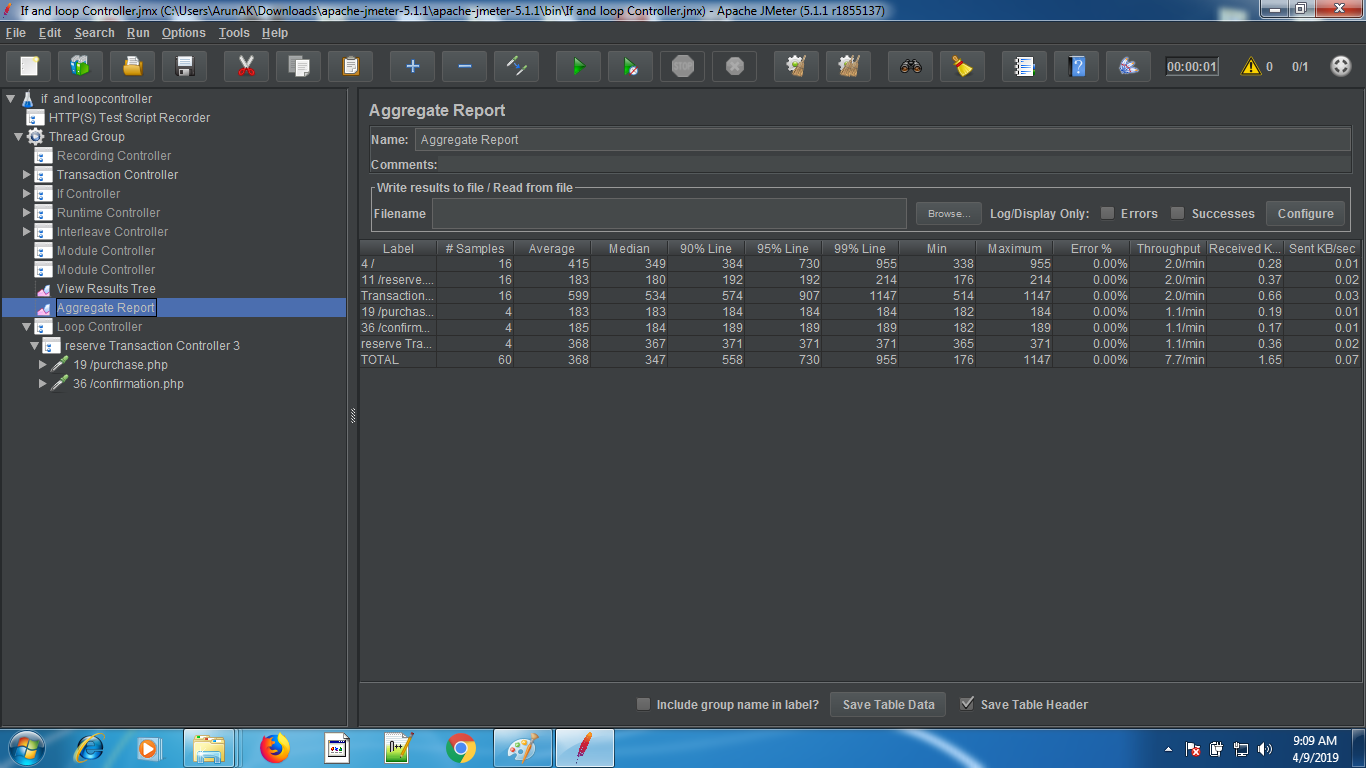 If and loop Controller.jmx (C:\Users\ArunAK\Downloads\apache-jmeter-5.1.1\apache-jmeter-5.1.1\bin\If and loop Controller.jmx) - Apache JMeter (5.1.1 r1855137)
File Edit Search Run Options Tools Help
STOP 00:00:01 0 0/1
if and loopcontroller
HTTP(S) Test Script Recorder
Thread Group
Recording Controller
Transaction Controller
If Controller
Runtime Controller
Interleave Controller
Module Controller
Module Controller
View Results Tree
Aggregate Report
Loop Controller
reserve Transaction Controller 3
19 /purchase.php
36 /confirmation.php
Aggregate Report
Name: Aggregate Report
Comments:
Write results to file / Read from file
Filename Browse... Log/Display Only: Errors Successes Configure
Label # Samples Average Median 90% Line 95% Line 99% Line Min Maximum Error % Throughput Received K... Sent KB/sec
4 / 16 415 349 384 730 955 338 955 0.00% 2.0/min 0.28 0.01
11 /reserve.... 16 183 180 192 192 214 176 214 0.00% 2.0/min 0.37 0.02
Transaction... 16 599 534 574 907 1147 514 1147 0.00% 2.0/min 0.66 0.03
19 /purchas... 4 183 183 184 184 184 182 184 0.00% 1.1/min 0.19 0.01
36 /confirm... 4 185 184 189 189 189 182 189 0.00% 1.1/min 0.17 0.01
reserve Tra... 4 368 367 371 371 371 365 371 0.00% 1.1/min 0.36 0.02
TOTAL 60 368 347 558 730 955 176 1147 0.00% 7.7/min 1.65 0.07
Include group name in label? Save Table Data Save Table Header
9:09 AM
4/9/2019